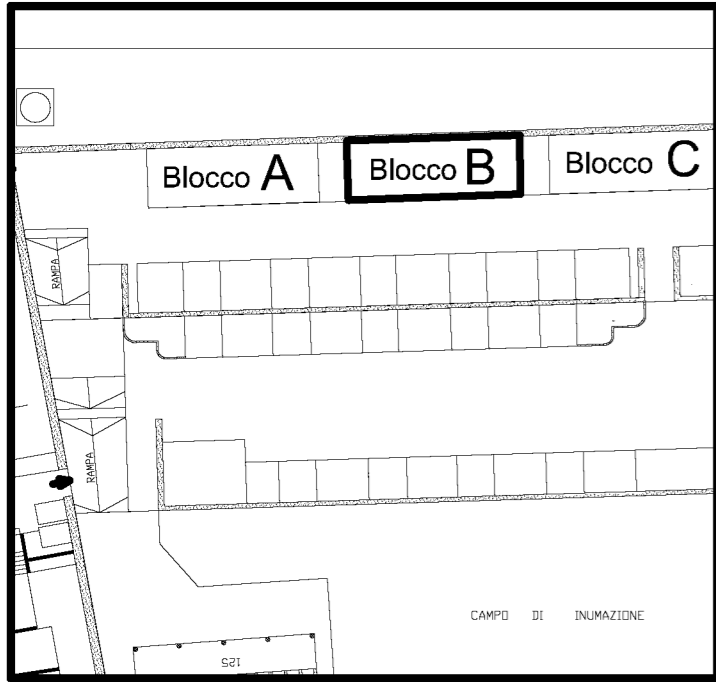 Blocco A
Blocco B
Blocco C
RAMPA
RAMPA
CAMPO DI INUMAZIONE
125